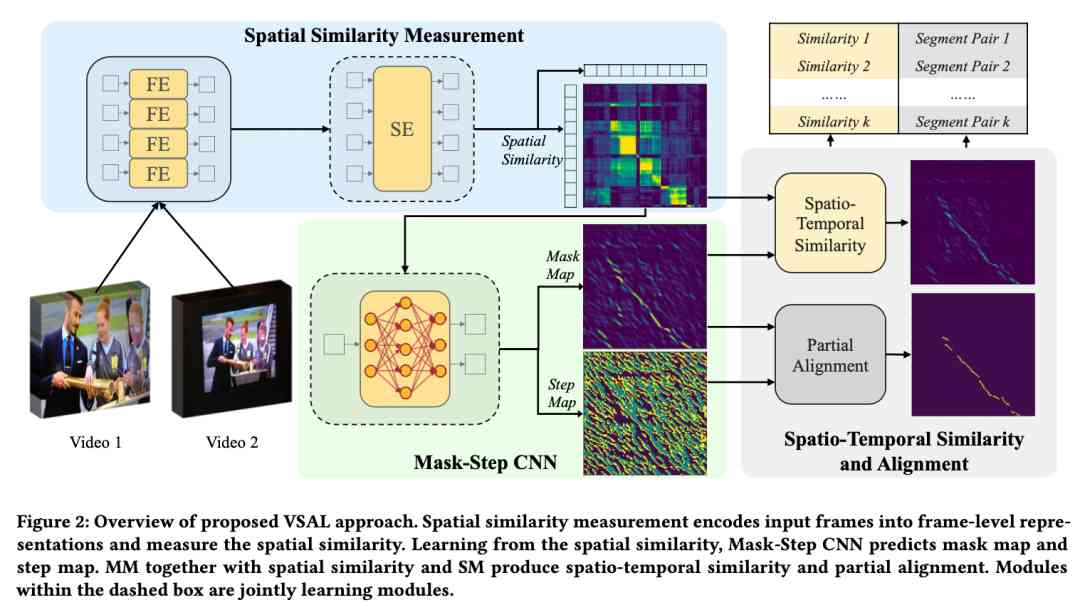 Spatial Similarity Measurement
FE
FE
FE
FE
SE
Spatial
Similarity
Similarity 1
Segment Pair 1
Similarity 2
Segment Pair 2
……
……
Similarity k
Segment Pair k
Spatio-
Temporal
Similarity
Mask
Map
Partial
Alignment
Step
Map
Video 1
Video 2
Mask-Step CNN
Spatio-Temporal Similarity
and Alignment
Figure 2: Overview of proposed VSAL approach. Spatial similarity measurement encodes input frames into frame-level repre-
sentations and measure the spatial similarity. Learning from the spatial similarity, Mask-Step CNN predicts mask map and
step map. MM together with spatial similarity and SM produce spatio-temporal similarity and partial alignment. Modules
within the dashed box are jointly learning modules.